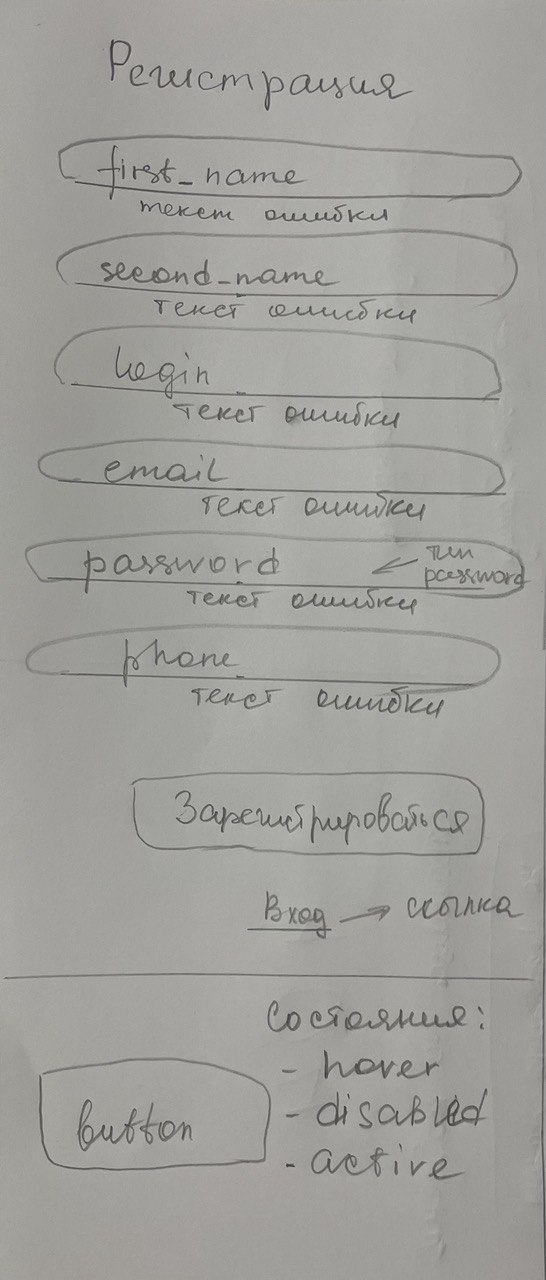 Регистрация
first_name
текст ошибки
second_name
текст ошибки
login
текст ошибки
email
текст ошибки
password
тип
password
текст ошибки
phone
текст ошибки
Зарегистрироваться
Вход → ссылка
Состояния:
- hover
button
- disabled
- active